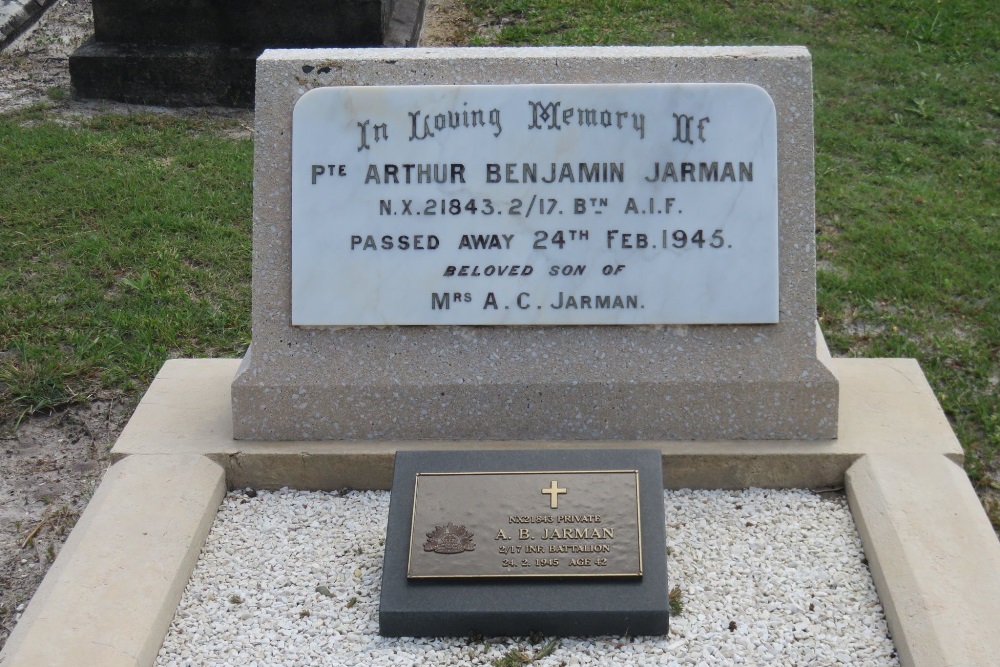 In Loving Memory Of
PTE ARTHUR BENJAMIN JARMAN
N.X.21843. 2/17. BTN A.I.F.
PASSED AWAY 24TH FEB. 1945.
BELOVED SON OF
MRS A. C. JARMAN.
NX21843 PRIVATE
A. B. JARMAN
2/17 INF. BATTALION
24. 2. 1945 AGE 42